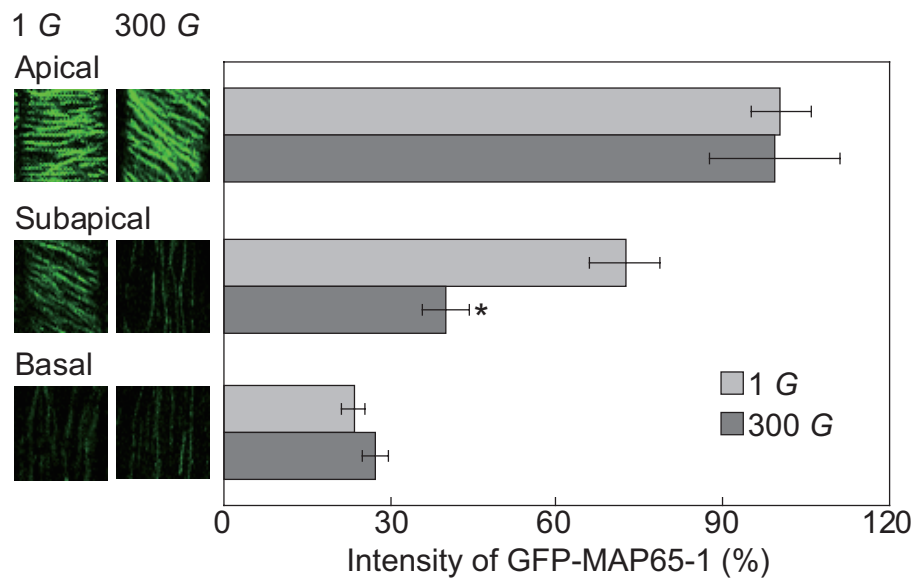 1 G 300 G
Apical
Subapical
*
Basal
1 G
300 G
0 30 60 90 120
Intensity of GFP-MAP65-1 (%)